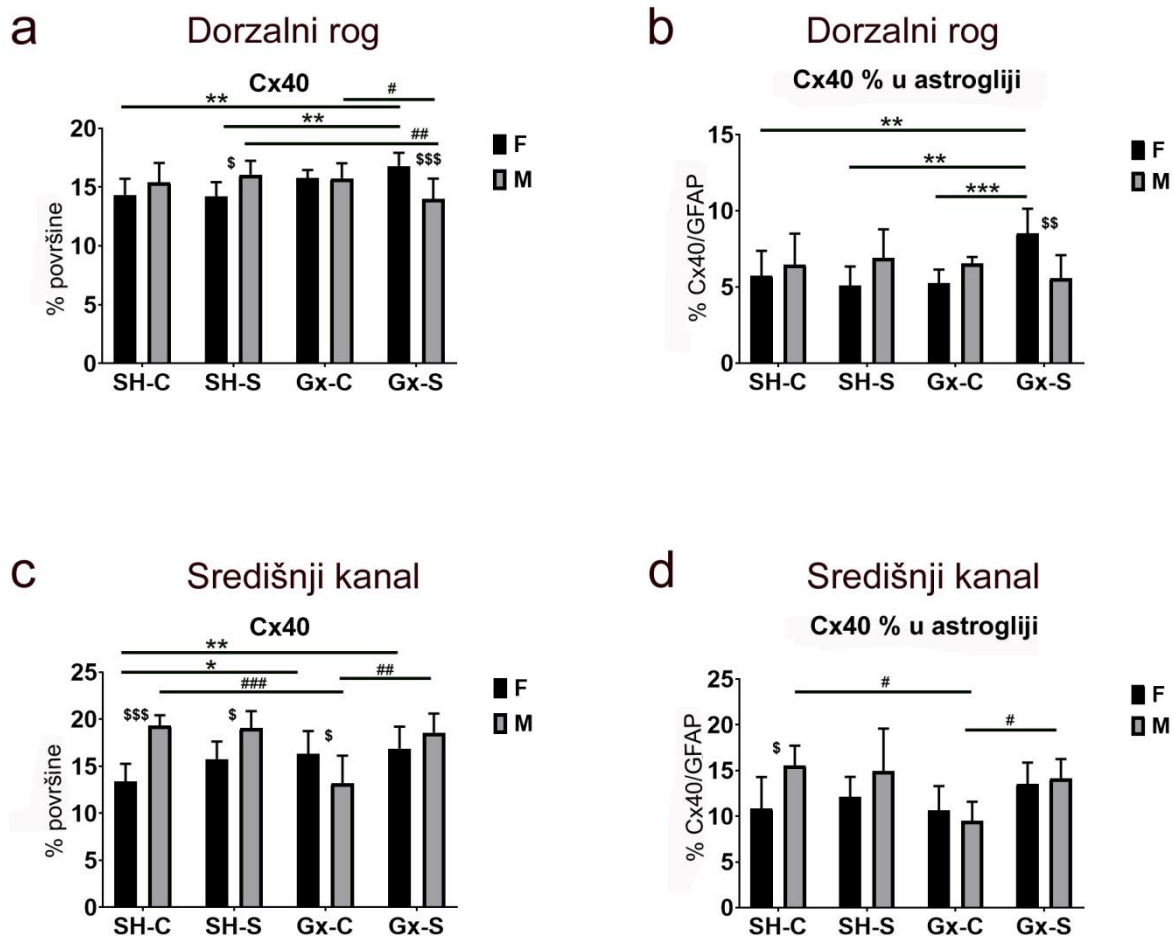 a Dorzalni rog
Cx40
** #
** ##
$ $$$
% površine
20
15
10
5
0
SH-C SH-S Gx-C Gx-S
F
M
b Dorzalni rog
Cx40 % u astrogliji
**
**
***
$$
% Cx40/GFAP
15
10
5
0
SH-C SH-S Gx-C Gx-S
F
M
c Središnji kanal
Cx40
**
* ##
###
$$$ $ $
% površine
25
20
15
10
5
0
SH-C SH-S Gx-C Gx-S
F
M
d Središnji kanal
Cx40 % u astrogliji
#
#
$
% Cx40/GFAP
25
20
15
10
5
0
SH-C SH-S Gx-C Gx-S
F
M